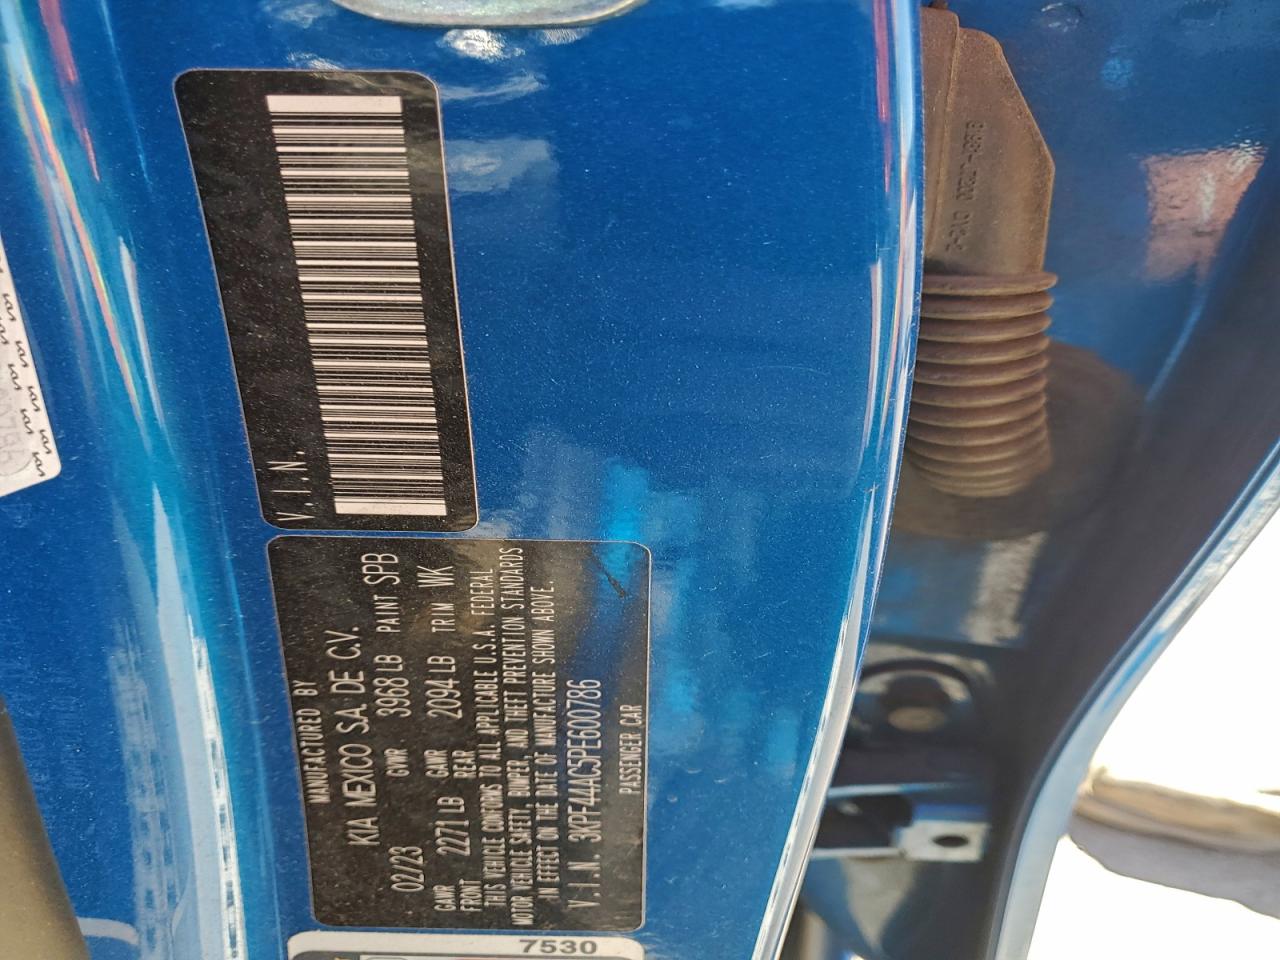 V.I.N.
MANUFACTURED BY
KIA MEXICO S.A. DE C.V.
02/23 GVWR 3968 LB PAINT SPB
GAWR FRONT 2271 LB GAWR REAR 2094 LB TRIM WK
THIS VEHICLE CONFORMS TO ALL APPLICABLE U.S.A. FEDERAL
MOTOR VEHICLE SAFETY, BUMPER, AND THEFT PREVENTION STANDARDS
IN EFFECT ON THE DATE OF MANUFACTURE SHOWN ABOVE.
V.I.N. 3KPF44AC5PE600786
PASSENGER CAR
7530